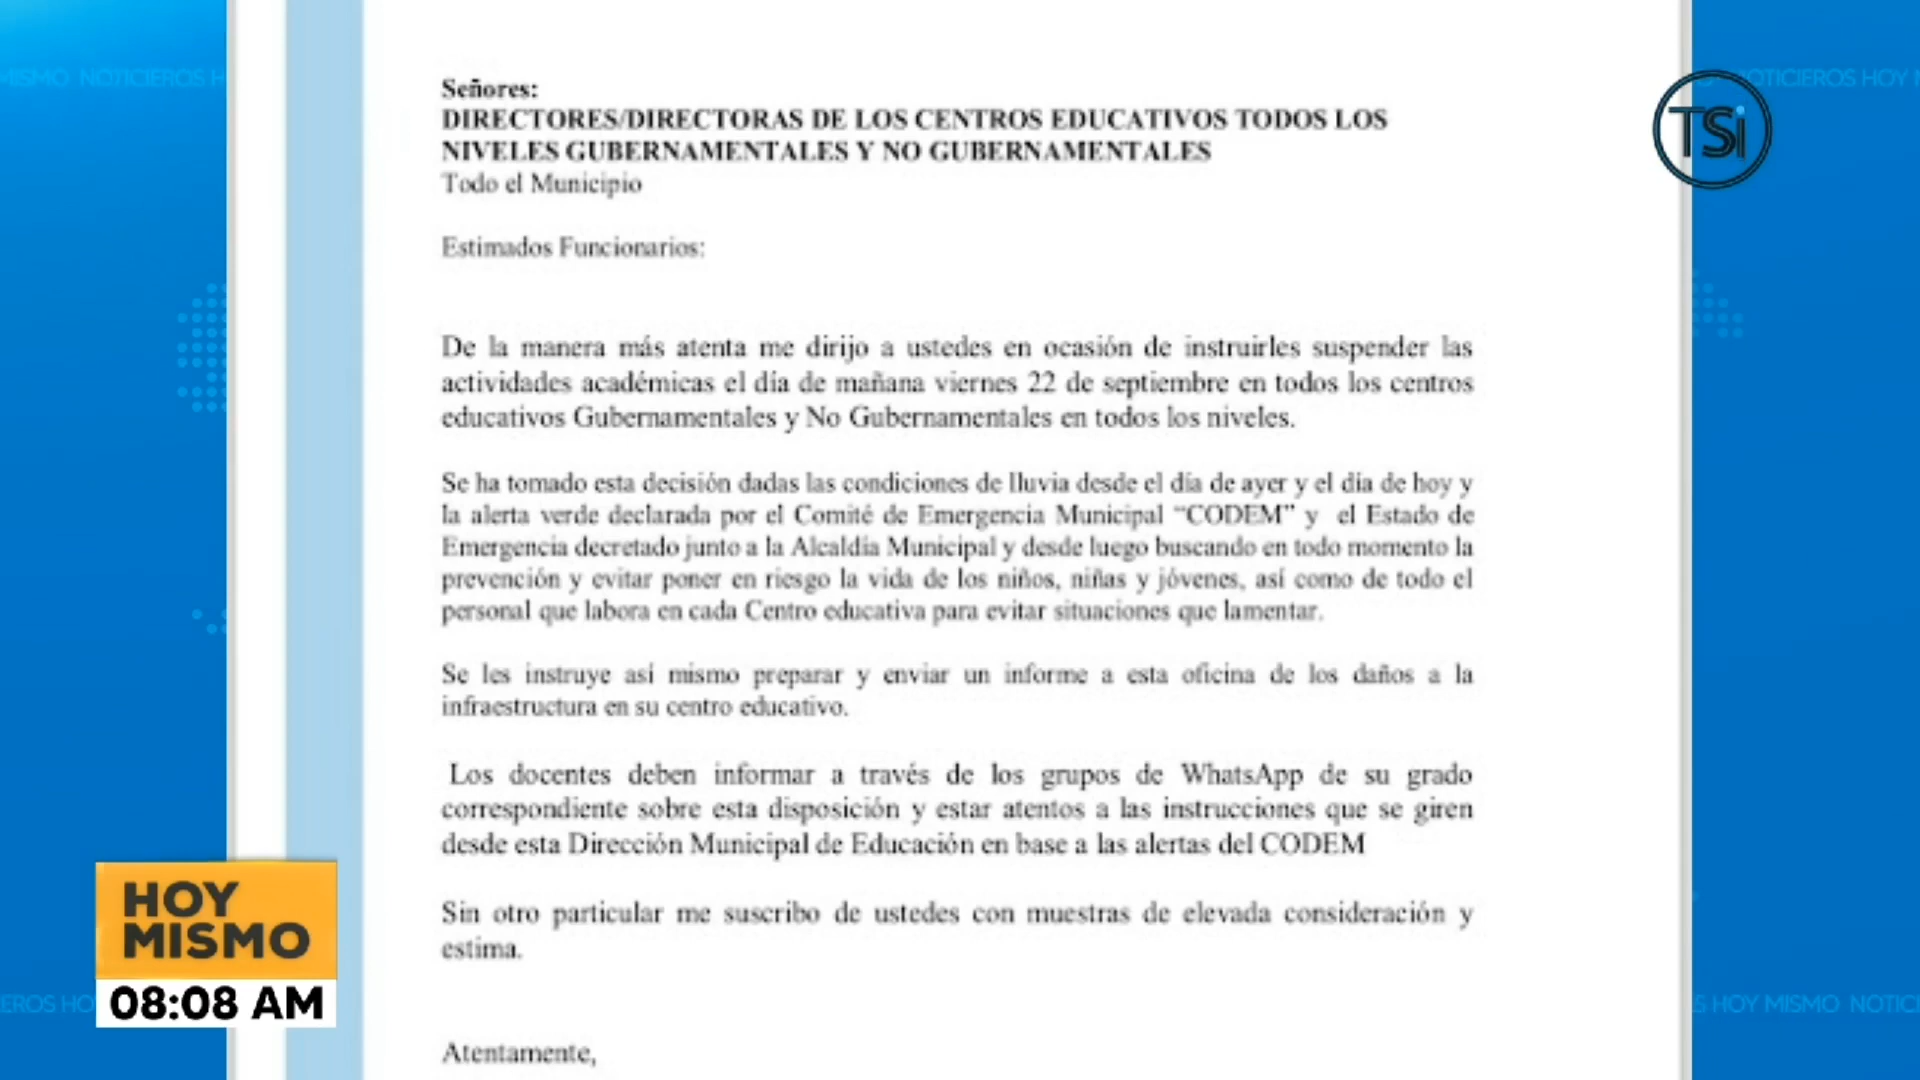 MISMO NOTICIEROS H
NOTICIEROS HOY
TSi
Señores:
DIRECTORES/DIRECTORAS DE LOS CENTROS EDUCATIVOS TODOS LOS
NIVELES GUBERNAMENTALES Y NO GUBERNAMENTALES
Todo el Municipio
Estimados Funcionarios:
De la manera más atenta me dirijo a ustedes en ocasión de instruirles suspender las
actividades académicas el día de mañana viernes 22 de septiembre en todos los centros
educativos Gubernamentales y No Gubernamentales en todos los niveles.
Se ha tomado esta decisión dadas las condiciones de lluvia desde el día de ayer y el día de hoy y
la alerta verde declarada por el Comité de Emergencia Municipal “CODEM” y el Estado de
Emergencia decretado junto a la Alcaldía Municipal y desde luego buscando en todo momento la
prevención y evitar poner en riesgo la vida de los niños, niñas y jóvenes, así como de todo el
personal que labora en cada Centro educativa para evitar situaciones que lamentar.
Se les instruye así mismo preparar y enviar un informe a esta oficina de los daños a la
infraestructura en su centro educativo.
Los docentes deben informar a través de los grupos de WhatsApp de su grado
correspondiente sobre esta disposición y estar atentos a las instrucciones que se giren
desde esta Dirección Municipal de Educación en base a las alertas del CODEM
Sin otro particular me suscribo de ustedes con muestras de elevada consideración y
estima.
Atentamente,
HOY
MISMO
08:08 AM
EROS HO
S HOY MISMO NOTICI